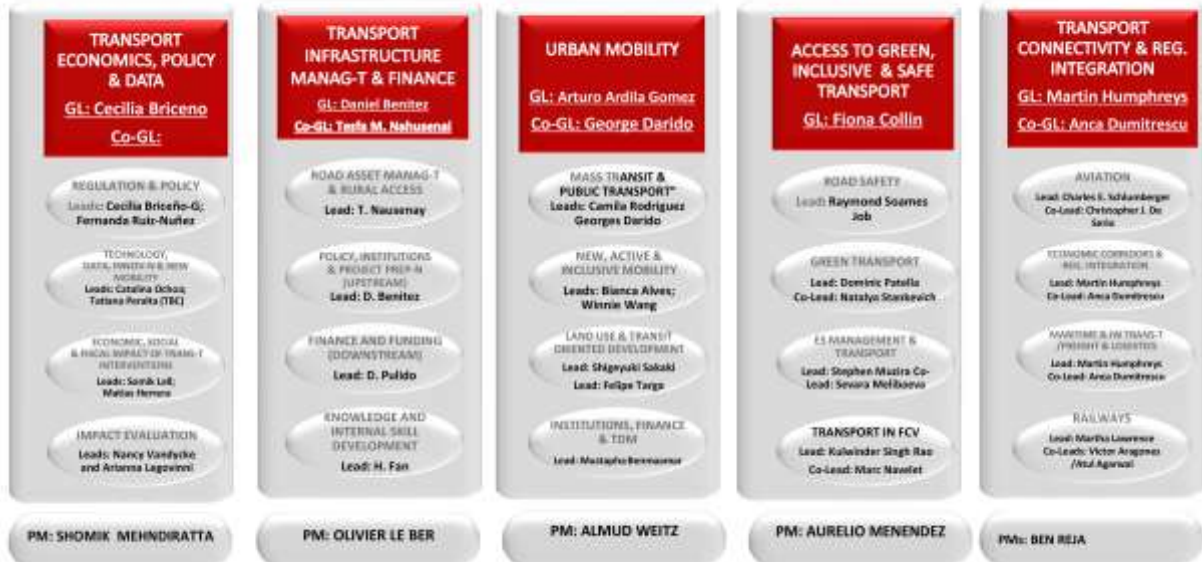 TRANSPORT
ECONOMICS, POLICY
& DATA
GL: Cecilia Briceno
Co-GL:
REGULATION & POLICY
Leads: Cecilia Briceño-G;
Fernanda Ruiz-Nuñez
TECHNOLOGY,
DATA, INNOV-N & NEW
MOBILITY
Leads: Catalina Ochoa;
Tatiana Peralta (TBC)
ECONOMIC, SOCIAL
& FISCAL IMPACT OF TRANS-T
INTERVENTIONS
Leads: Somik Lall;
Matias Herrera
IMPACT EVALUATION
Leads: Nancy Vandycke
and Arianna Legovinni
PM: SHOMIK MEHNDIRATTA
TRANSPORT
INFRASTRUCTURE
MANAG-T & FINANCE
GL: Daniel Benitez
Co-GL: Tesfa M. Nahusenai
ROAD ASSET MANAG-T
& RURAL ACCESS
Lead: T. Nausenay
POLICY, INSTITUTIONS
& PROJECT PREP-N
(UPSTREAM)
Lead: D. Benitez
FINANCE AND FUNDING
(DOWNSTREAM)
Lead: D. Pulido
KNOWLEDGE AND
INTERNAL SKILL
DEVELOPMENT
Lead: H. Fan
PM: OLIVIER LE BER
URBAN MOBILITY
GL: Arturo Ardila Gomez
Co-GL: George Darido
MASS TRANSIT &
PUBLIC TRANSPORT"
Leads: Camila Rodriguez
Georges Darido
NEW, ACTIVE &
INCLUSIVE MOBILITY
Leads: Bianca Alves;
Winnie Wang
LAND USE & TRANSIT
ORIENTED DEVELOPMENT
Lead: Shigeyuki Sakaki
Lead: Felipe Targa
INSTITUTIONS, FINANCE
& TDM
Lead: Mustapha Benmaamar
PM: ALMUD WEITZ
ACCESS TO GREEN,
INCLUSIVE & SAFE
TRANSPORT
GL: Fiona Collin
ROAD SAFETY
Lead: Raymond Soames
Job
GREEN TRANSPORT
Lead: Dominic Patella
Co-Lead: Natalya Stankevich
ES MANAGEMENT &
TRANSPORT
Lead: Stephen Muzira Co-
Lead: Sevara Melibaeva
TRANSPORT IN FCV
Lead: Kulwinder Singh Rao
Co-Lead: Marc Navelet
PM: AURELIO MENENDEZ
TRANSPORT
CONNECTIVITY & REG.
INTEGRATION
GL: Martin Humphreys
Co-GL: Anca Dumitrescu
AVIATION
Lead: Charles E. Schlumberger
Co-Lead: Christopher J. De
ECONOMIC CORRIDORS &
REG. INTEGRATION
Lead: Martin Humphreys
Co-Lead: Anca Dumitrescu
MARITIME & IW TRANS-T
/FREIGHT & LOGISTICS
Lead: Martin Humphreys
Co-Lead: Anca Dumitrescu
RAILWAYS
Lead: Martha Lawrence
Co-Leads: Victor Aragones
/Atul Agarwal
PMs: BEN REJA